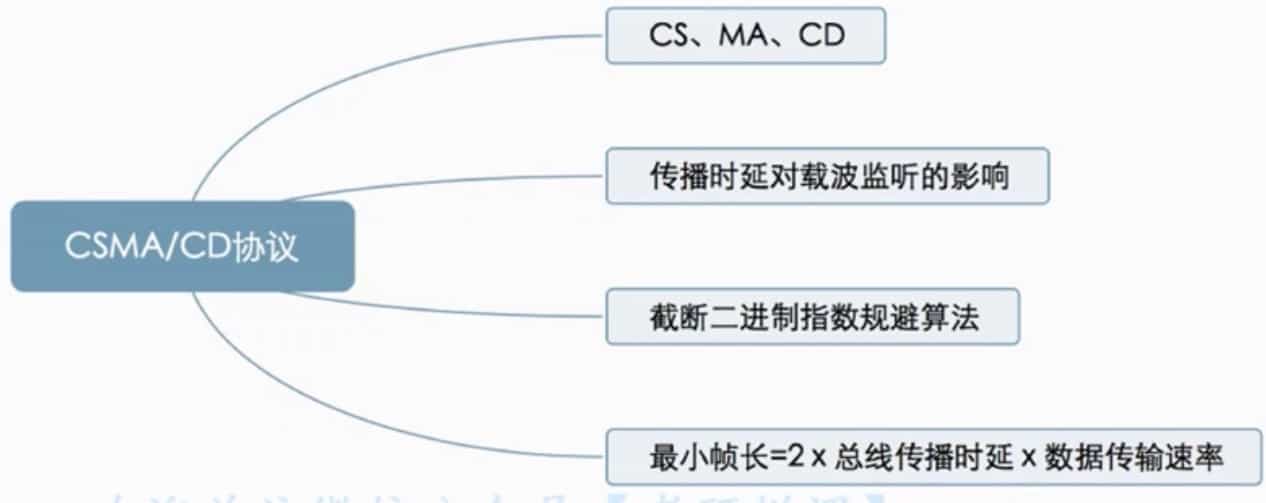 CS、MA、CD
传播时延对载波监听的影响
CSMA/CD协议
截断二进制指数规避算法
最小帧长=2 x 总线传播时延 x 数据传输速率